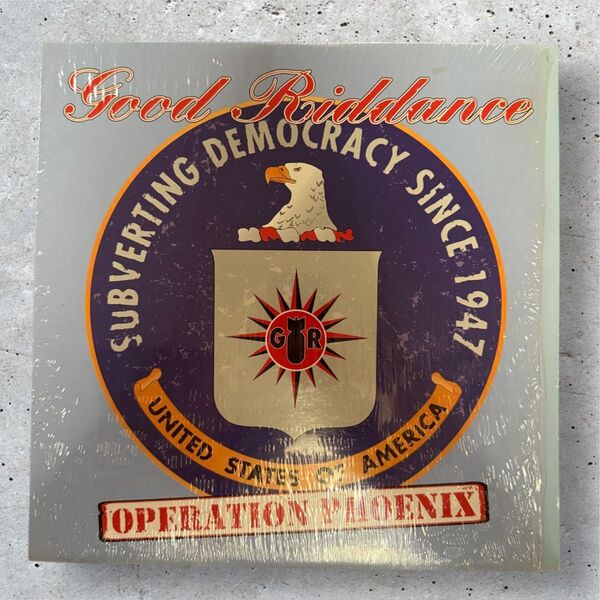 Good Riddance
SUBVERTING DEMOCRACY SINCE 1947
G R
UNITED STATES OF AMERICA
OPERATION PHOENIX